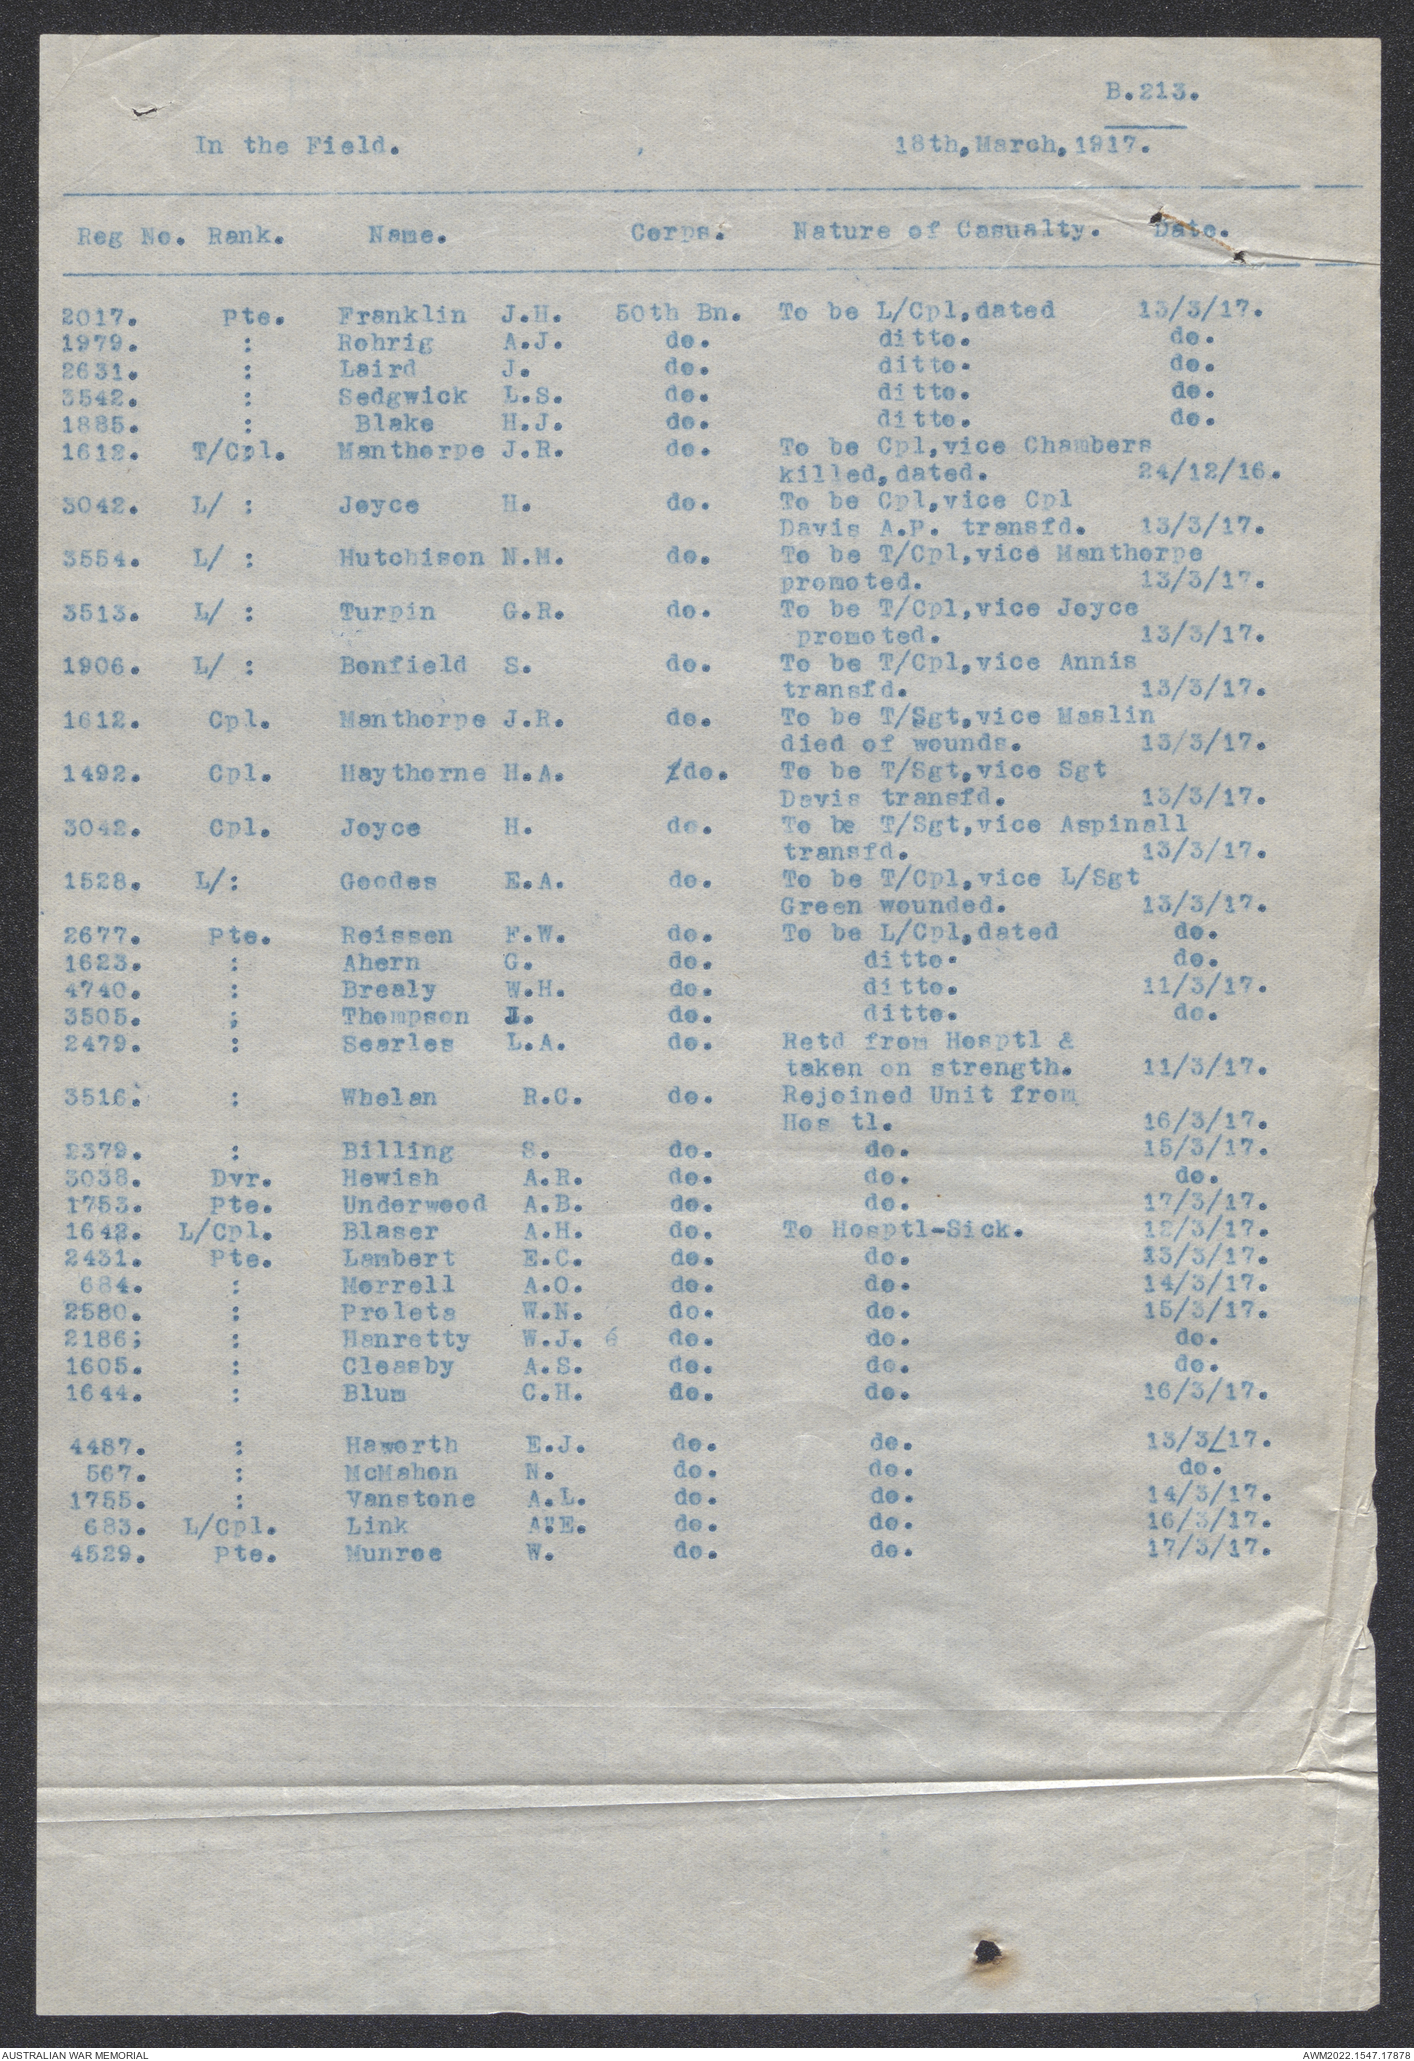 B.213.
In the Field. 18th,March,1917.
Reg No. Rank. Name. Corps. Nature of Casualty. Date.
2017. Pte. Franklin J.H. 50th Bn. To be L/Cpl,dated 13/3/17.
1979. : Rohrig A.J. do. ditto. do.
2631. : Laird J. do. ditto. do.
3542. : Sedgwick L.S. do. ditto. do.
1885. : Blake H.J. do. ditto. do.
1612. T/Cpl. Manthorpe J.R. do. To be Cpl,vice Chambers
killed,dated. 24/12/16.
3042. L/ : Joyce H. do. To be Cpl,vice Cpl
Davis A.P. transfd. 13/3/17.
3554. L/ : Hutchison N.M. do. To be T/Cpl,vice Manthorpe
promoted. 13/3/17.
3513. L/ : Turpin G.R. do. To be T/Cpl,vice Joyce
promoted. 13/3/17.
1906. L/ : Bonfield S. do. To be T/Cpl,vice Annis
transfd. 13/3/17.
1612. Cpl. Manthorpe J.R. do. To be T/Sgt,vice Maslin
died of wounds. 13/3/17.
1492. Cpl. Haythorne H.A. do. To be T/Sgt,vice Sgt
Davis transfd. 13/3/17.
3042. Cpl. Joyce H. do. To be T/Sgt,vice Aspinall
transfd. 13/3/17.
1528. L/: Goodes E.A. do. To be T/Cpl,vice L/Sgt
Green wounded. 13/3/17.
2677. Pte. Reissen F.W. do. To be L/Cpl,dated do.
1623. : Ahern G. do. ditto. do.
4740. : Brealy W.H. do. ditto. 11/3/17.
3505. ; Thompson J. do. ditto. do.
2479. : Searles L.A. do. Retd from Hosptl &
taken on strength. 11/3/17.
3516. : Whelan R.C. do. Rejoined Unit from
Hos tl. 16/3/17.
2379. : Billing S. do. do. 15/3/17.
3038. Dvr. Hewish A.R. do. do. do.
1753. Pte. Underwood A.B. do. do. 17/3/17.
1642. L/Cpl. Blaser A.H. do. To Hosptl-Sick. 12/3/17.
2431. Pte. Lambert E.C. do. do. 13/3/17.
684. : Morrell A.O. do. do. 14/3/17.
2580. : Proleta W.N. do. do. 15/3/17.
2186; : Hanretty W.J. é do. do. do.
1605. : Cleasby A.S. do. do. do.
1644. : Blum C.H. do. do. 16/3/17.
4487. : Haworth E.J. do. do. 13/3/17.
567. : McMahon N. do. do. do.
1755. : Vanstone A.L. do. do. 14/3/17.
683. L/Cpl. Link A.E. do. do. 16/3/17.
4529. Pte. Munroe W. do. do. 17/3/17.
AUSTRALIAN WAR MEMORIAL AWM2022.1547.17878